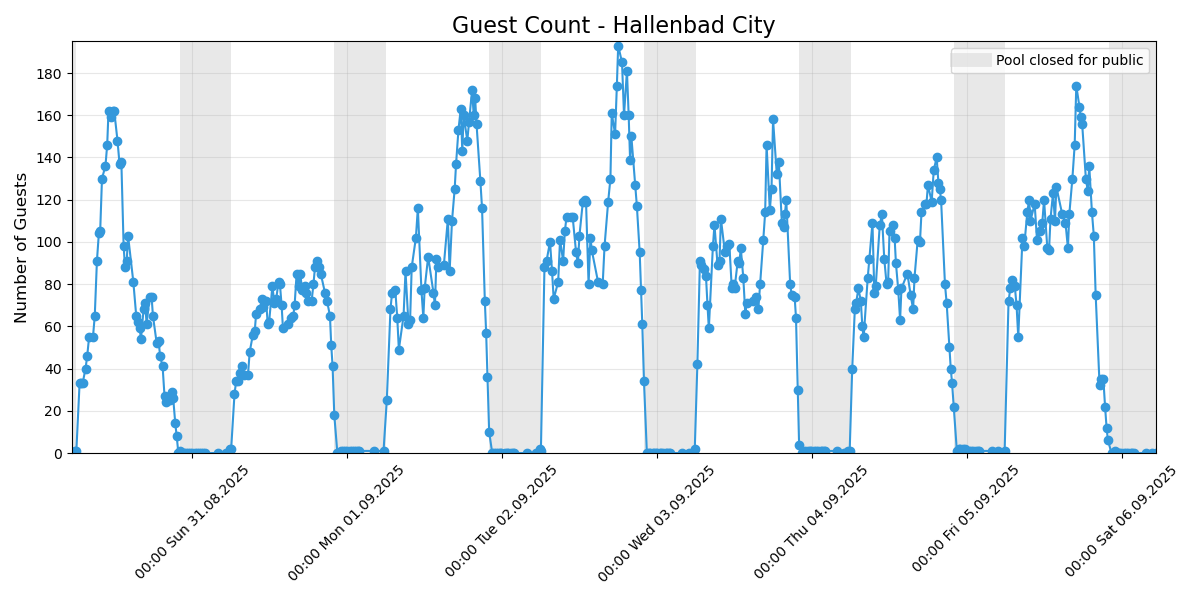 Guest Count - Hallenbad City
Pool closed for public
Number of Guests
180
160
140
120
100
80
60
40
20
0
00:00 Sun 31.08.2025
00:00 Mon 01.09.2025
00:00 Tue 02.09.2025
00:00 Wed 03.09.2025
00:00 Thu 04.09.2025
00:00 Fri 05.09.2025
00:00 Sat 06.09.2025